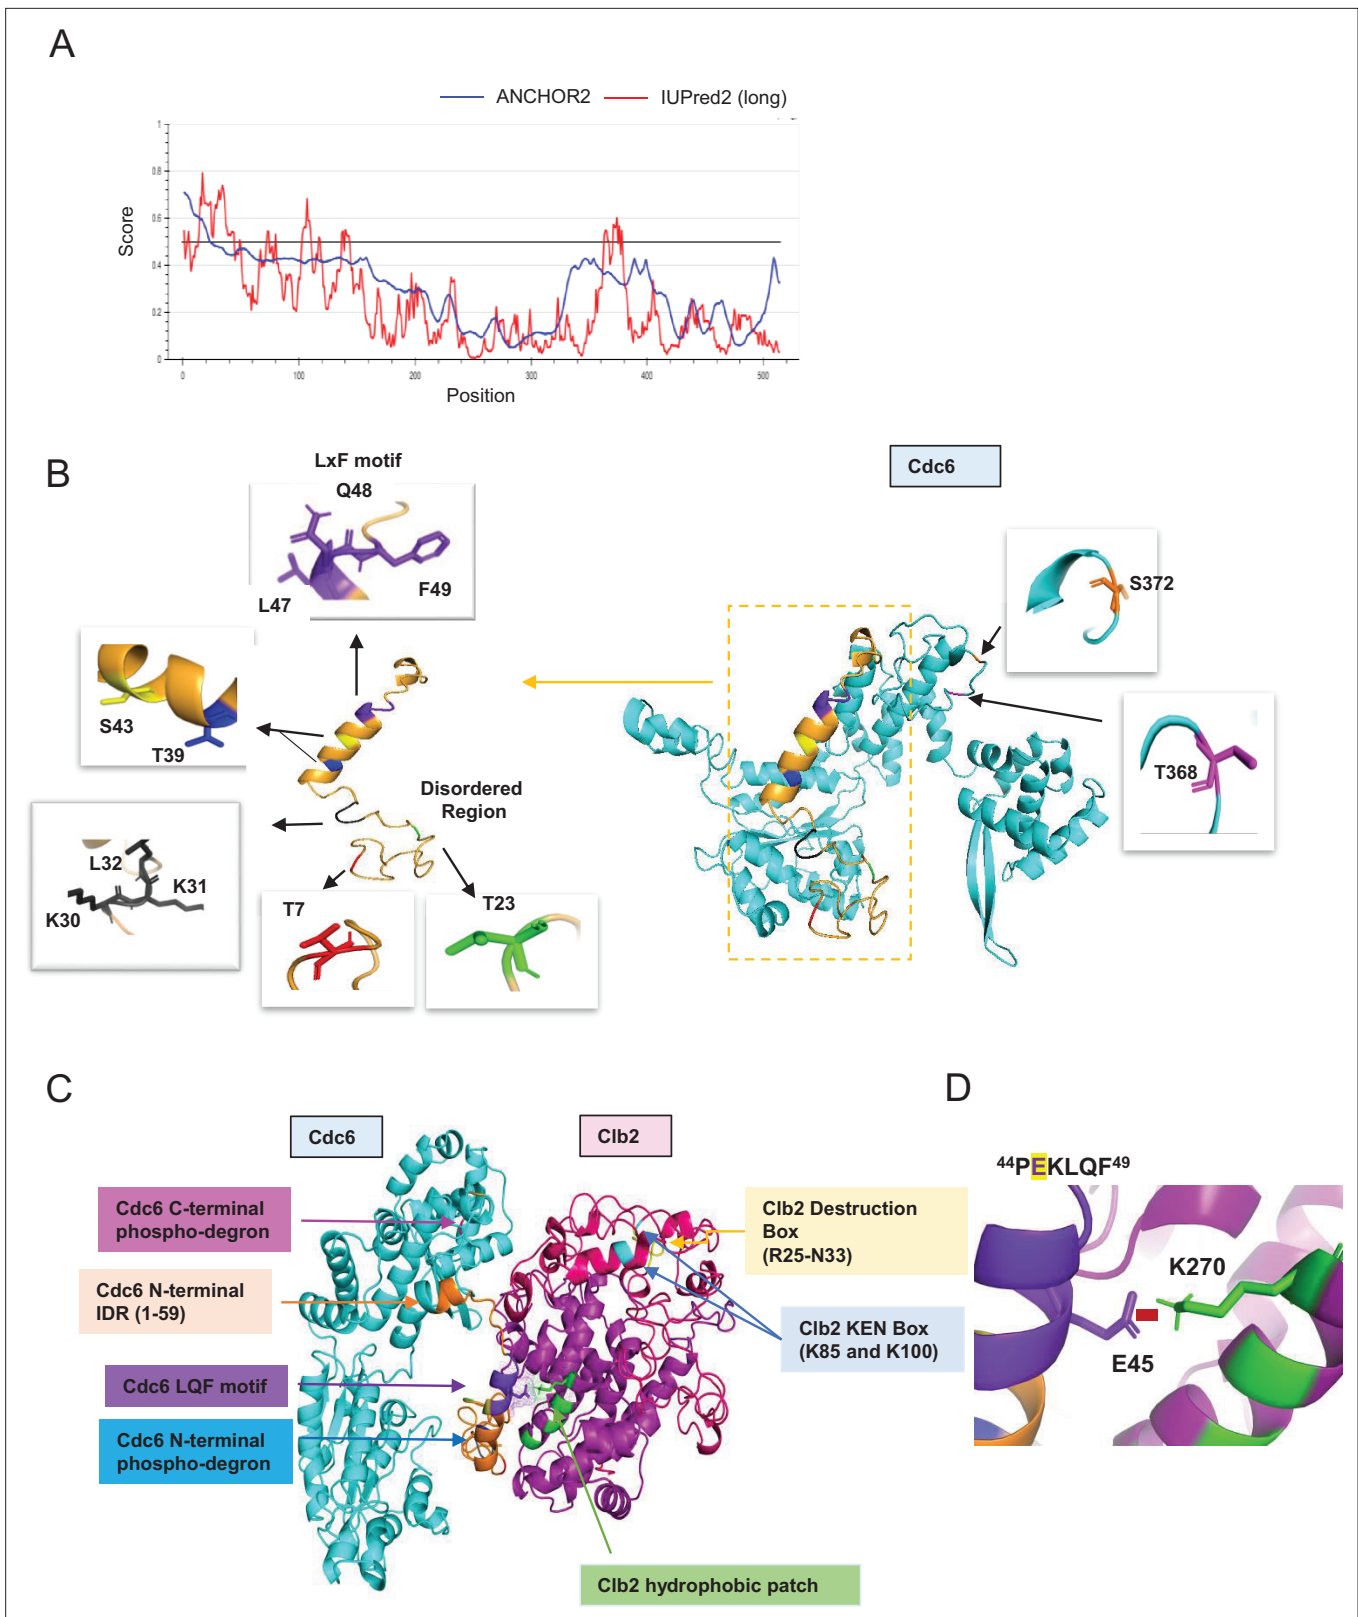 A
ANCHOR2
IUPred2 (long)
1
0.8
0.6
0.4
0.2
0
Score
0
100
200
300
400
500
Position
B
LxF motif
Q48
L47
F49
S43
T39
Disordered
Region
L32
K31
K30
T7
T23
Cdc6
S372
T368
C
Cdc6
Clb2
Cdc6 C-terminal
phospho-degron
Cdc6 N-terminal
IDR (1-59)
Cdc6 LQF motif
Cdc6 N-terminal
phospho-degron
Clb2 Destruction
Box
(R25-N33)
Clb2 KEN Box
(K85 and K100)
Clb2 hydrophobic patch
D
⁴⁴PEKLQF⁴⁹
K270
E45